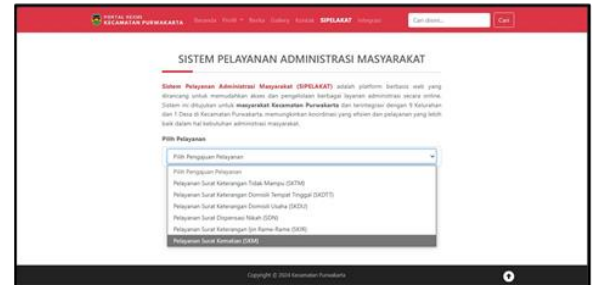 PORTAL RESMI
KECAMATAN PURWAKARTA
Beranda Profil Berita Galery Kontak SIPELAKAT Integrasi
Cari disini...
Cari
SISTEM PELAYANAN ADMINISTRASI MASYARAKAT
Sistem Pelayanan Administrasi Masyarakat (SIPELAKAT) adalah platform berbasis web yang
dirancang untuk memudahkan akses dan pengelolaan berbagai layanan administrasi secara online.
Sistem ini ditujukan untuk masyarakat Kecamatan Purwakarta dan terintegrasi dengan 9 Kelurahan
dan 1 Desa di Kecamatan Purwakarta, memungkinkan koordinasi yang efisien dan pelayanan yang lebih
baik dalam hal kebutuhan administrasi masyarakat.
Pilih Pelayanan
Pilih Pengajuan Pelayanan
Pilih Pengajuan Pelayanan
Pelayanan Surat Keterangan Tidak Mampu (SKTM)
Pelayanan Surat Keterangan Domisili Tempat Tinggal (SKDTT)
Pelayanan Surat Keterangan Domisili Usaha (SKDU)
Pelayanan Surat Dispensasi Nikah (SDN)
Pelayanan Surat Keterangan Ijin Rame-Rame (SKIR)
Pelayanan Surat Kematian (SKM)
Copyright © 2024 Kecamatan Purwakarta